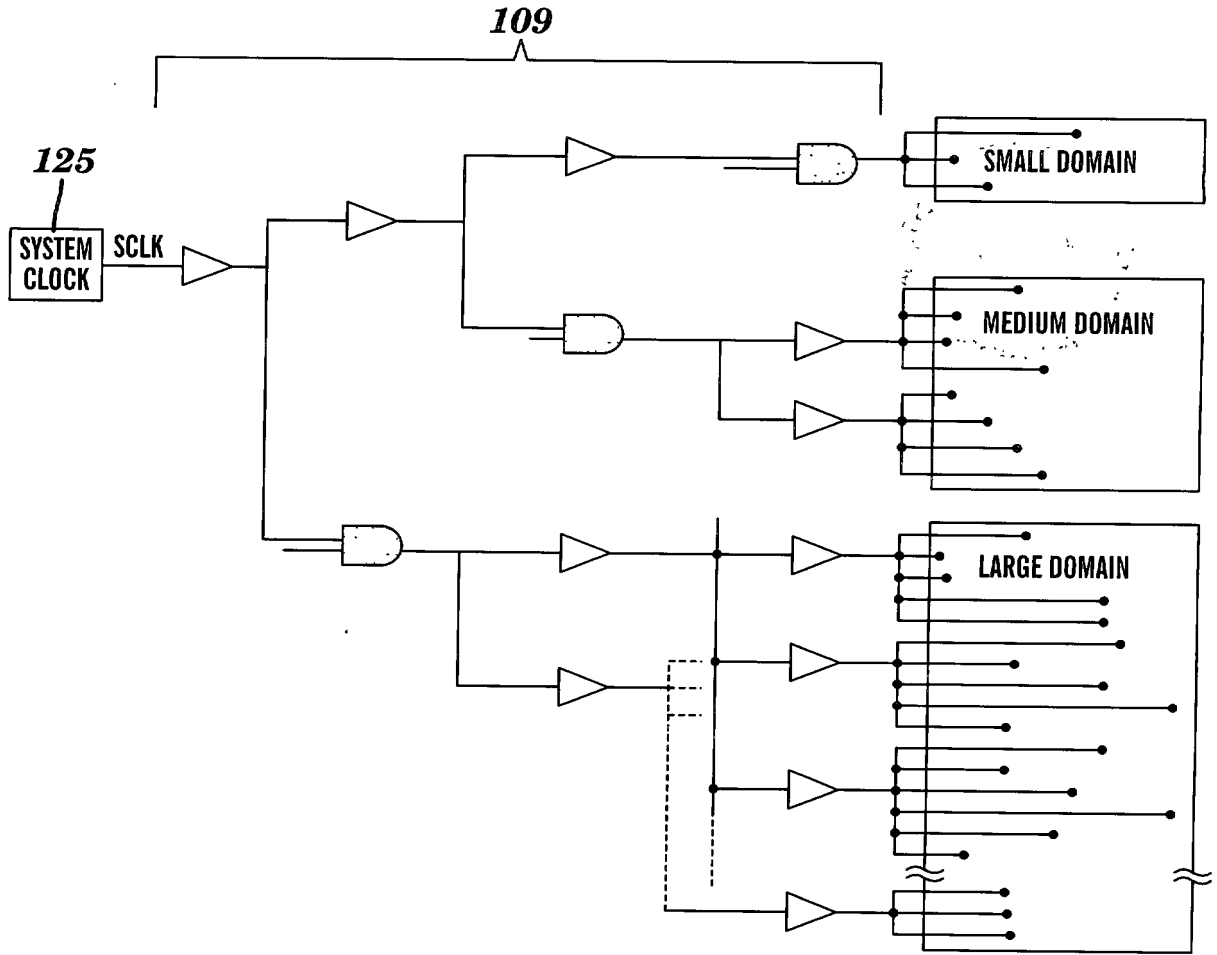 109
125
SYSTEM
CLOCK
SCLK
SMALL DOMAIN
MEDIUM DOMAIN
LARGE DOMAIN